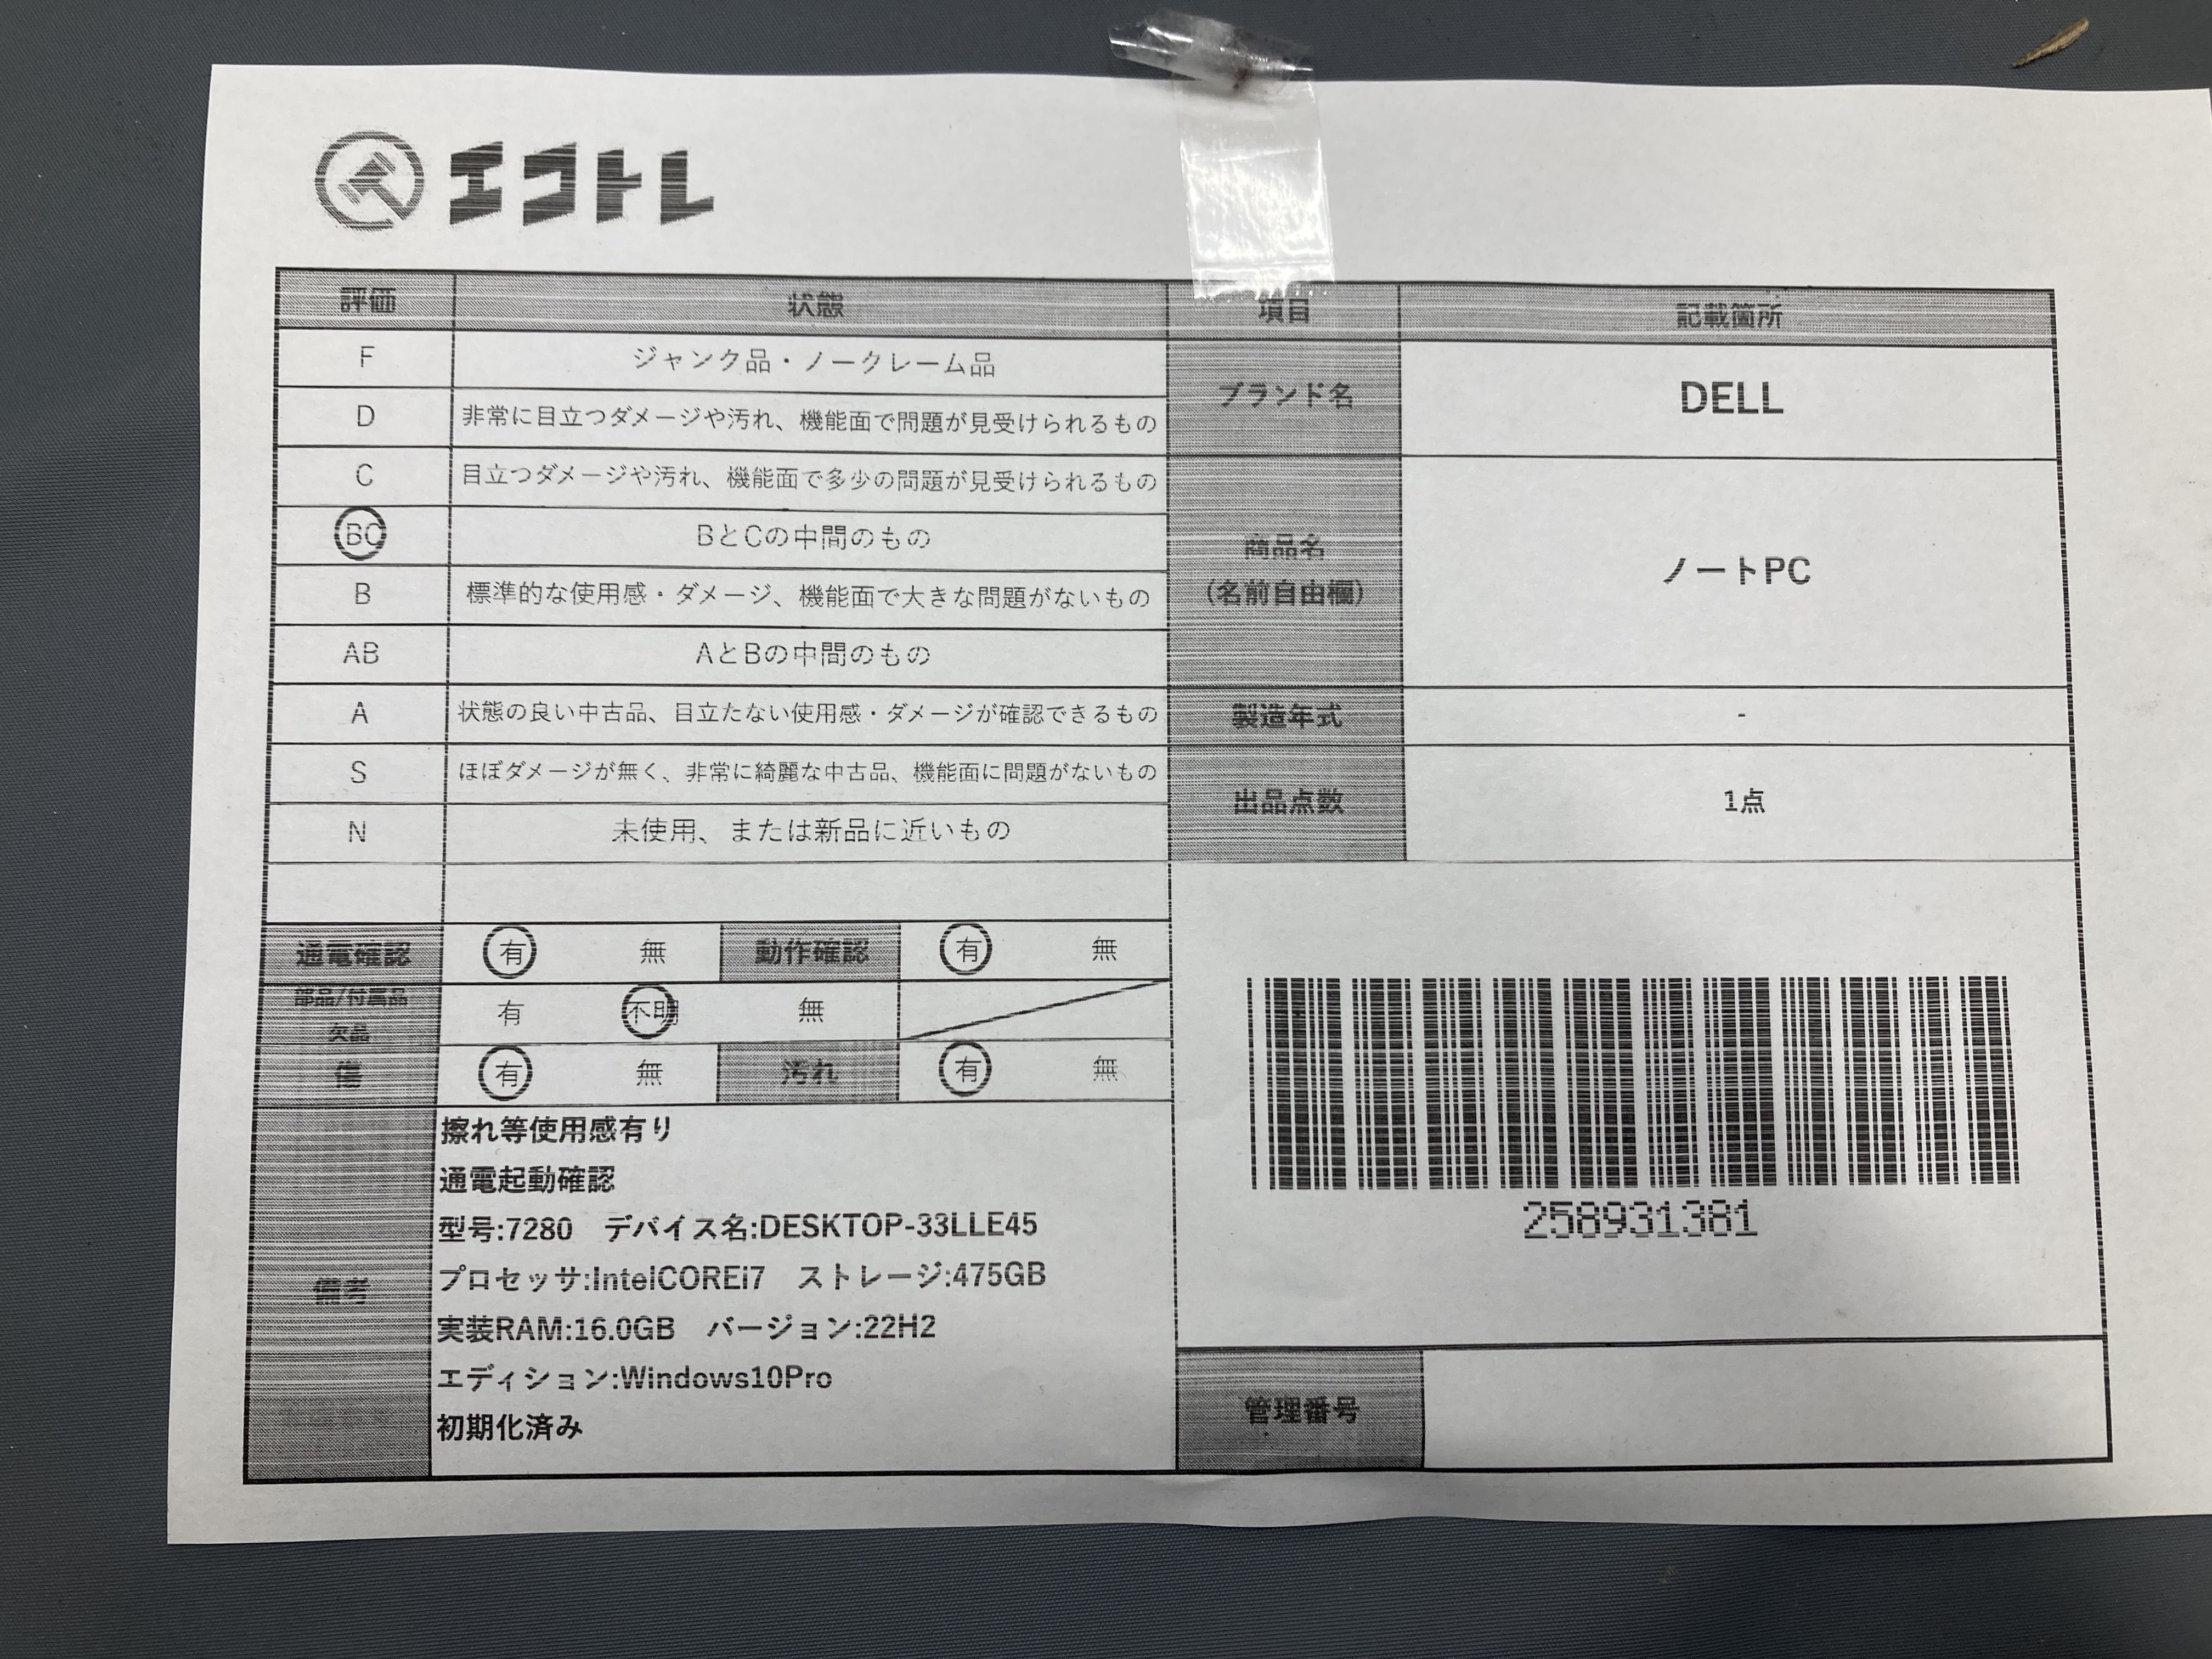 エコトレ
評価 状態 項目 記載箇所
F ジャンク品・ノークレーム品
D 非常に目立つダメージや汚れ、機能面で問題が見受けられるもの
C 目立つダメージや汚れ、機能面で多少の問題が見受けられるもの
BC BとCの中間のもの
B 標準的な使用感・ダメージ、機能面で大きな問題がないもの
AB AとBの中間のもの
A 状態の良い中古品、目立たない使用感・ダメージが確認できるもの
S ほぼダメージが無く、非常に綺麗な中古品、機能面に問題がないもの
N 未使用、または新品に近いもの
ブランド名 DELL
商品名
(名前自由欄)
ノートPC
製造年式 -
出品点数 1点
通電確認 有 無 動作確認 有 無
部品/付属品
欠品
有 不明 無
傷 有 無 汚れ 有 無
備考
擦れ等使用感有り
通電起動確認
型号:7280 デバイス名:DESKTOP-33LLE45
プロセッサ:IntelCOREi7 ストレージ:475GB
実装RAM:16.0GB バージョン:22H2
エディション:Windows10Pro
初期化済み
258931381
管理番号